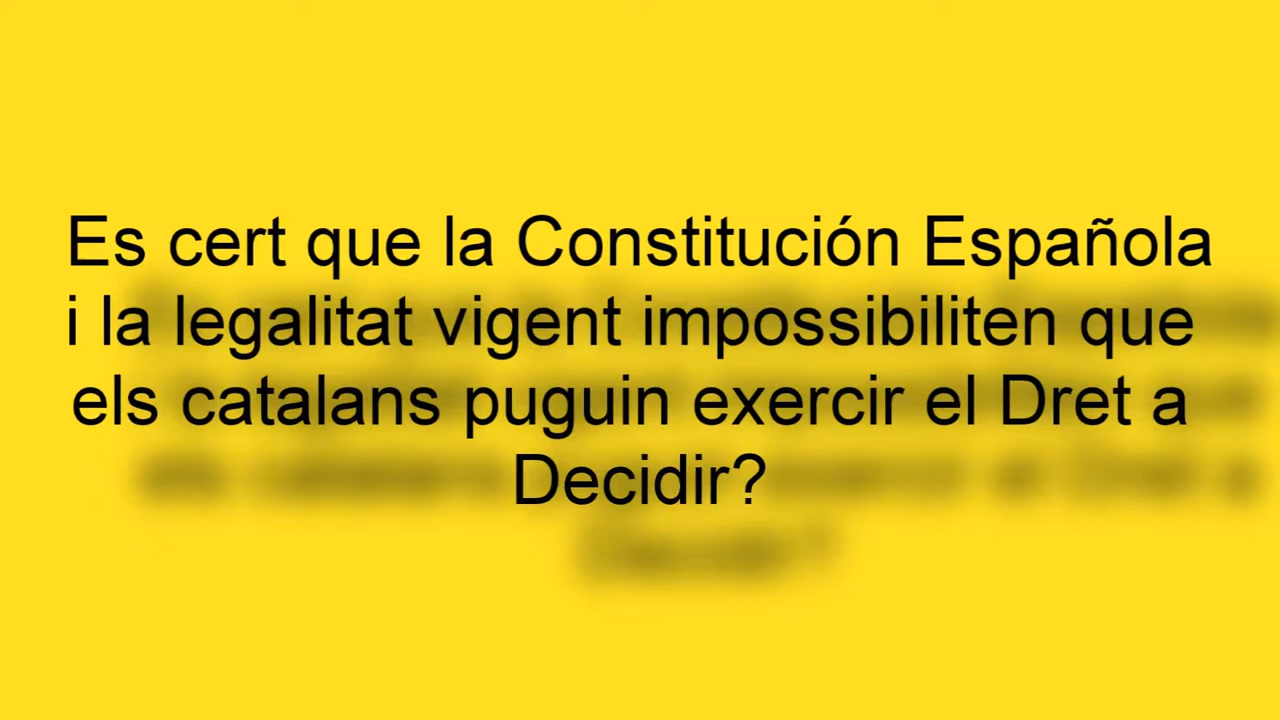 Es cert que la Constitución Española
i la legalitat vigent impossibiliten que
els catalans puguin exercir el Dret a
Decidir?